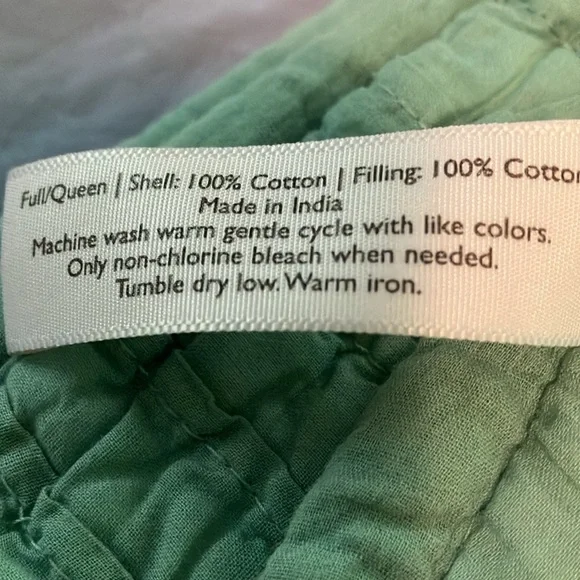 Full/Queen | Shell: 100% Cotton | Filling: 100% Cotton
Made in India
Machine wash warm gentle cycle with like colors.
Only non-chlorine bleach when needed.
Tumble dry low. Warm iron.